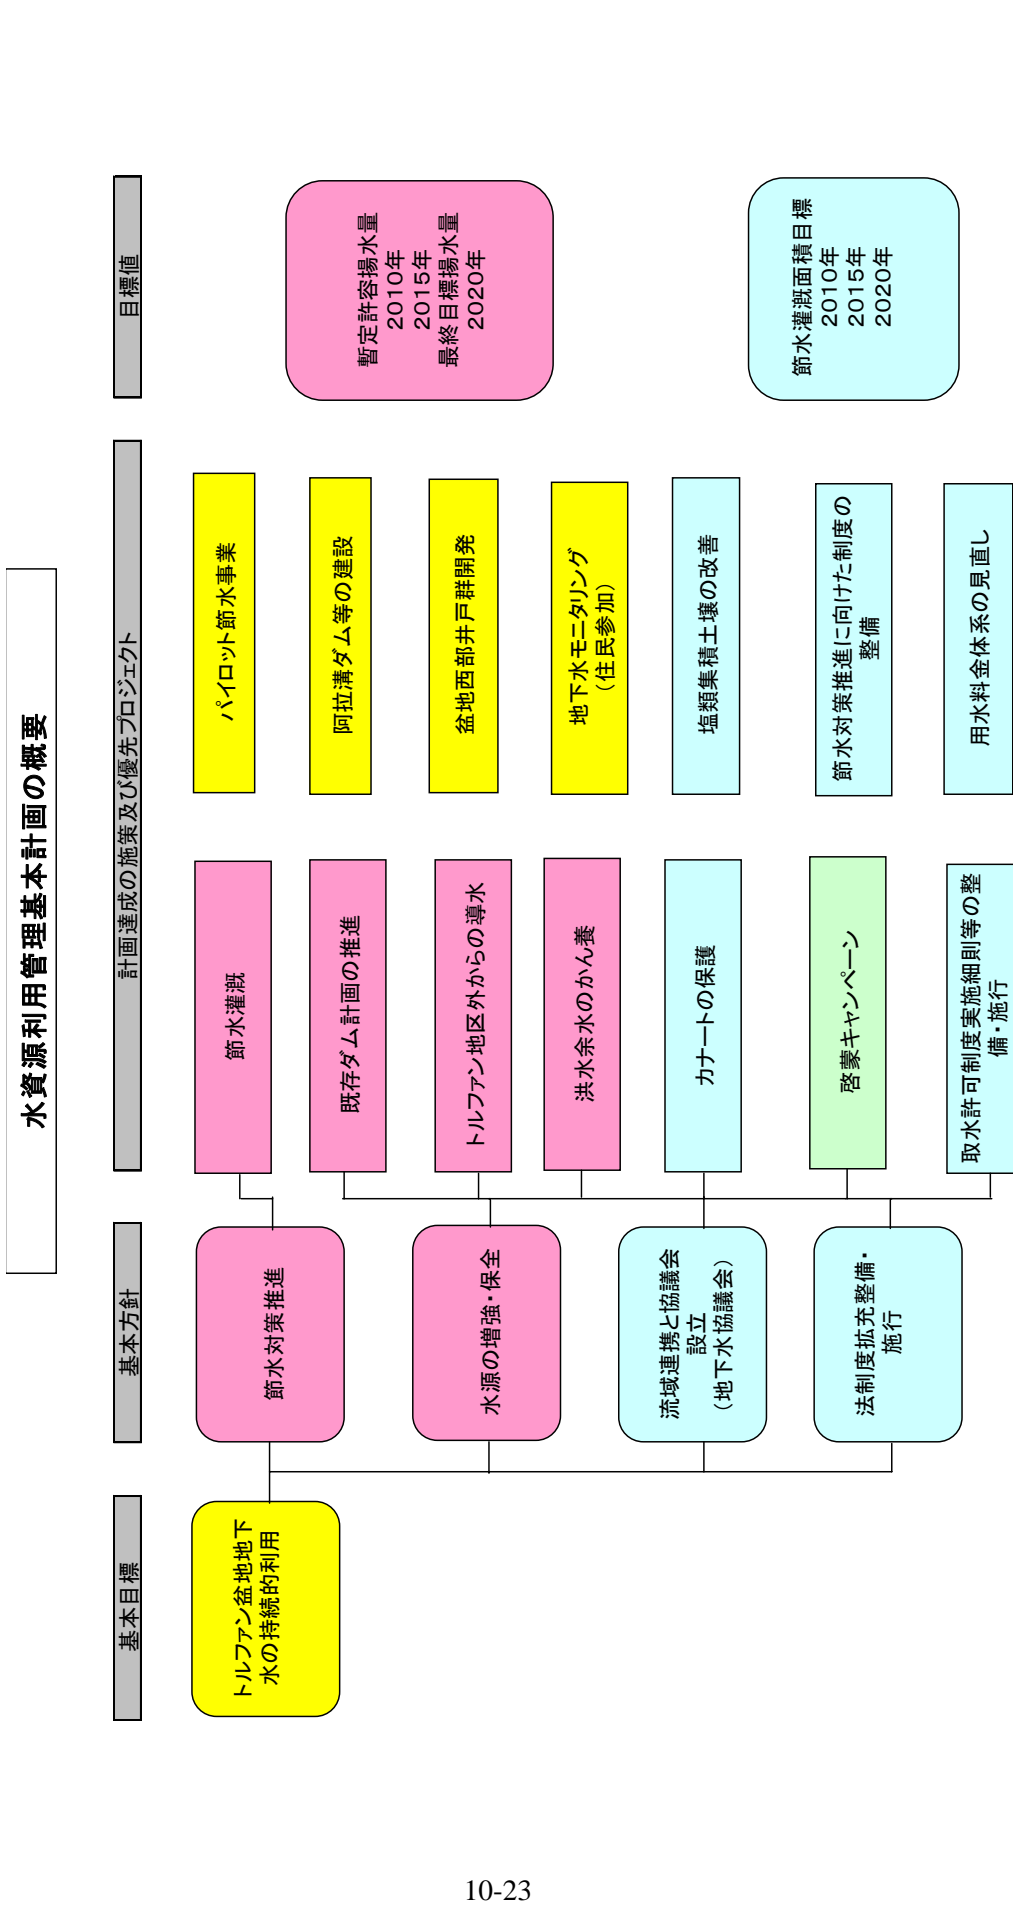 水資源利用管理基本計画の概要
基本目標
基本方針
計画達成の施策及び優先プロジェクト
目標値
トルファン盆地地下
水の持続的利用
節水対策推進
水源の増強・保全
流域連携と協議会
設立
（地下水協議会）
法制度拡充整備・
施行
節水灌漑
既存ダム計画の推進
トルファン地区外からの導水
洪水余水のかん養
カナートの保護
啓蒙キャンペーン
取水許可制度実施細則等の整
備・施行
パイロット節水事業
阿拉溝ダム等の建設
盆地西部井戸群開発
地下水モニタリング
（住民参加）
塩類集積土壌の改善
節水対策推進に向けた制度の
整備
用水料金体系の見直し
暫定許容揚水量
2010年
2015年
最終目標揚水量
2020年
節水灌漑面積目標
2010年
2015年
2020年
10-23